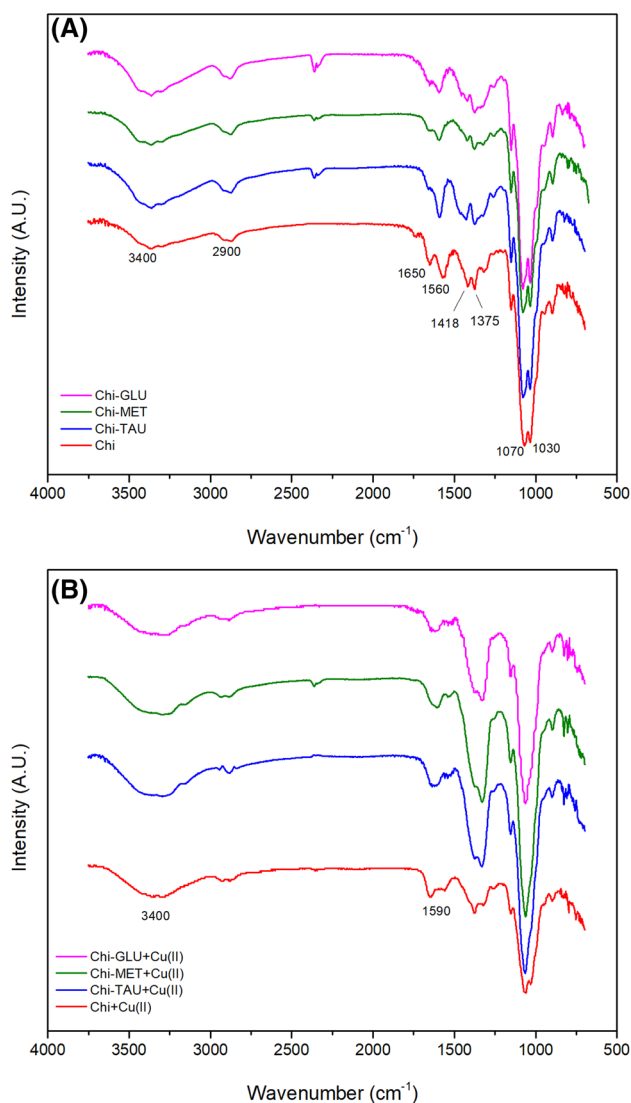 (A)
Intensity (A.U.)
3400
2900
1650
1560
1418
1375
1070
1030
Chi-GLU
Chi-MET
Chi-TAU
Chi
4000 3500 3000 2500 2000 1500 1000 500
Wavenumber (cm⁻¹)
(B)
Intensity (A.U.)
3400
1590
Chi-GLU+Cu(II)
Chi-MET+Cu(II)
Chi-TAU+Cu(II)
Chi+Cu(II)
4000 3500 3000 2500 2000 1500 1000 500
Wavenumber (cm⁻¹)